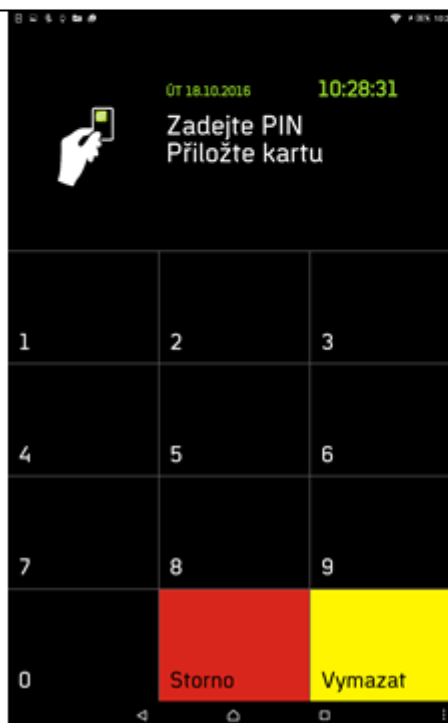 ÚT 18.10.2016 10:28:31
Zadejte PIN
Přiložte kartu
1 2 3
4 5 6
7 8 9
0 Storno Vymazat